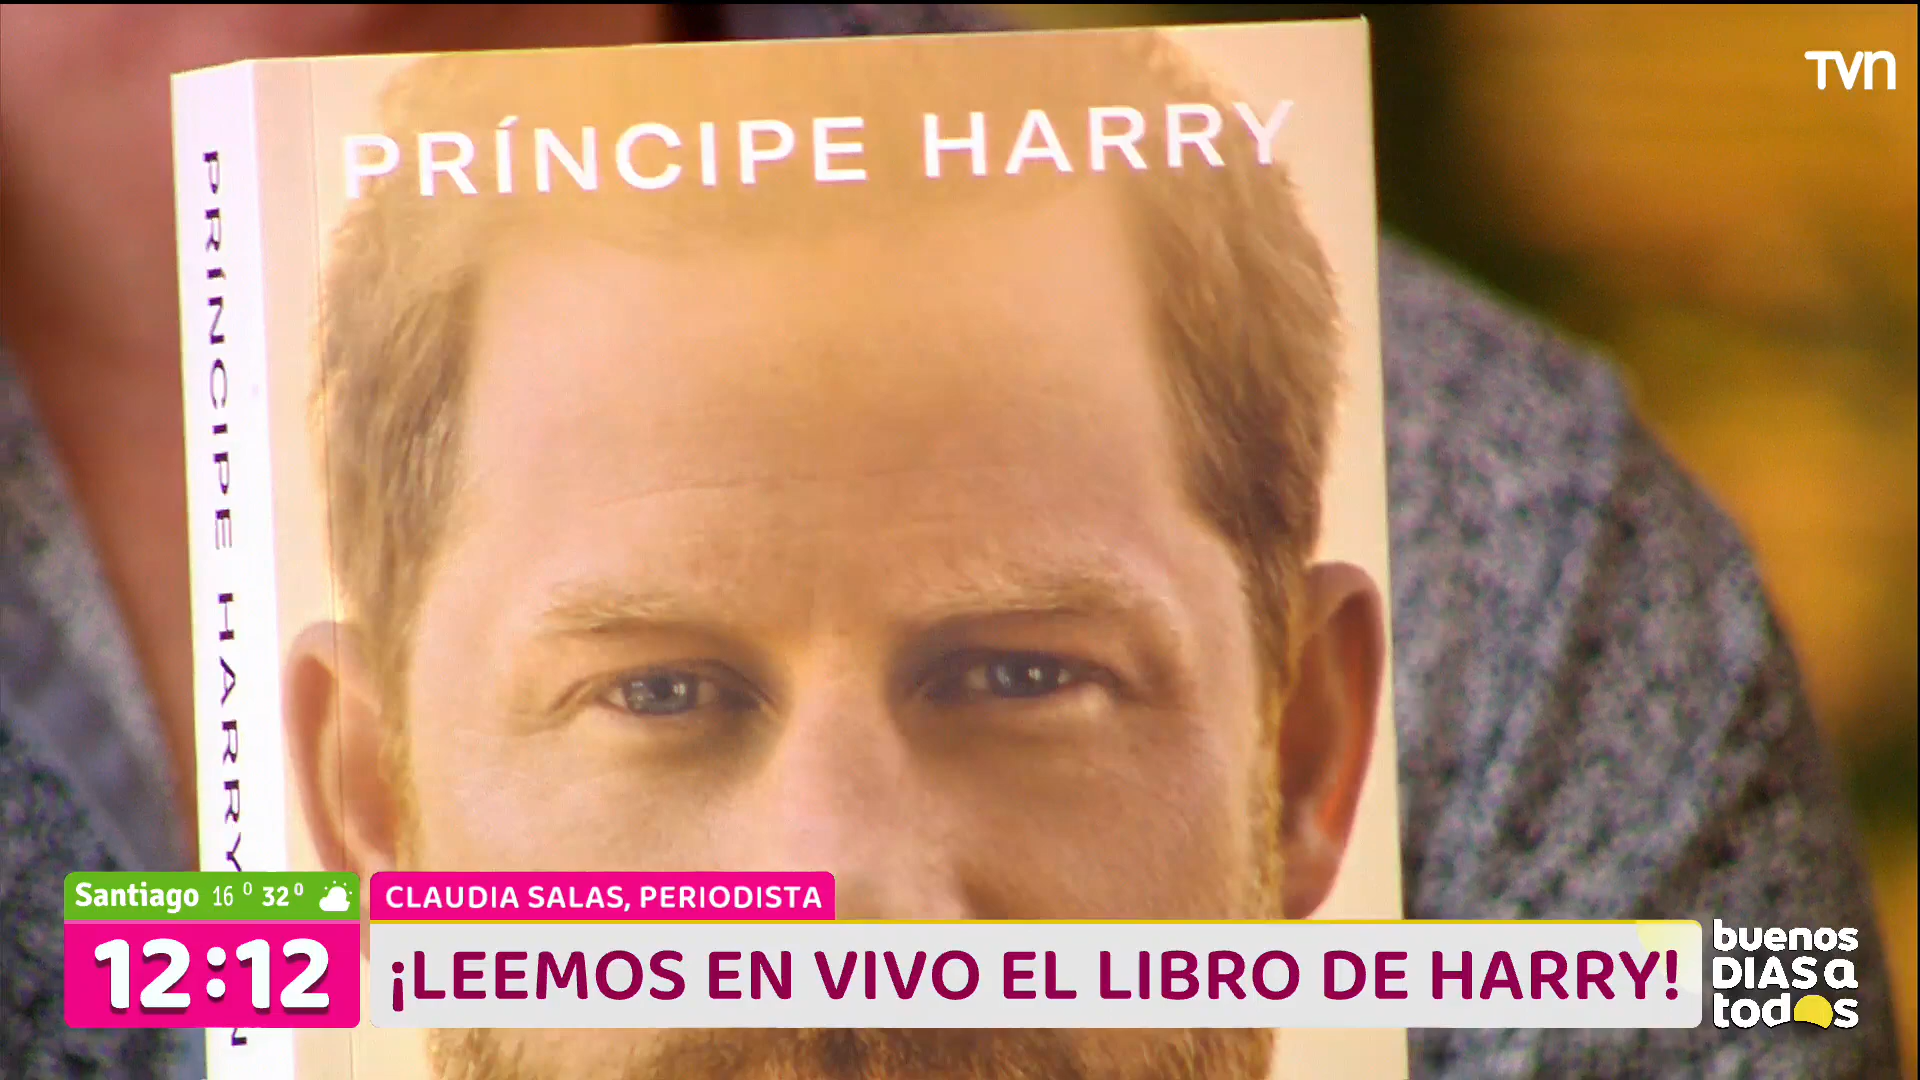 TVN
PRÍNCIPE HARRY
PRÍNCIPE HARRY
Santiago 16° 32°
CLAUDIA SALAS, PERIODISTA
12:12
¡LEEMOS EN VIVO EL LIBRO DE HARRY!
buenos
DIAS a
todos